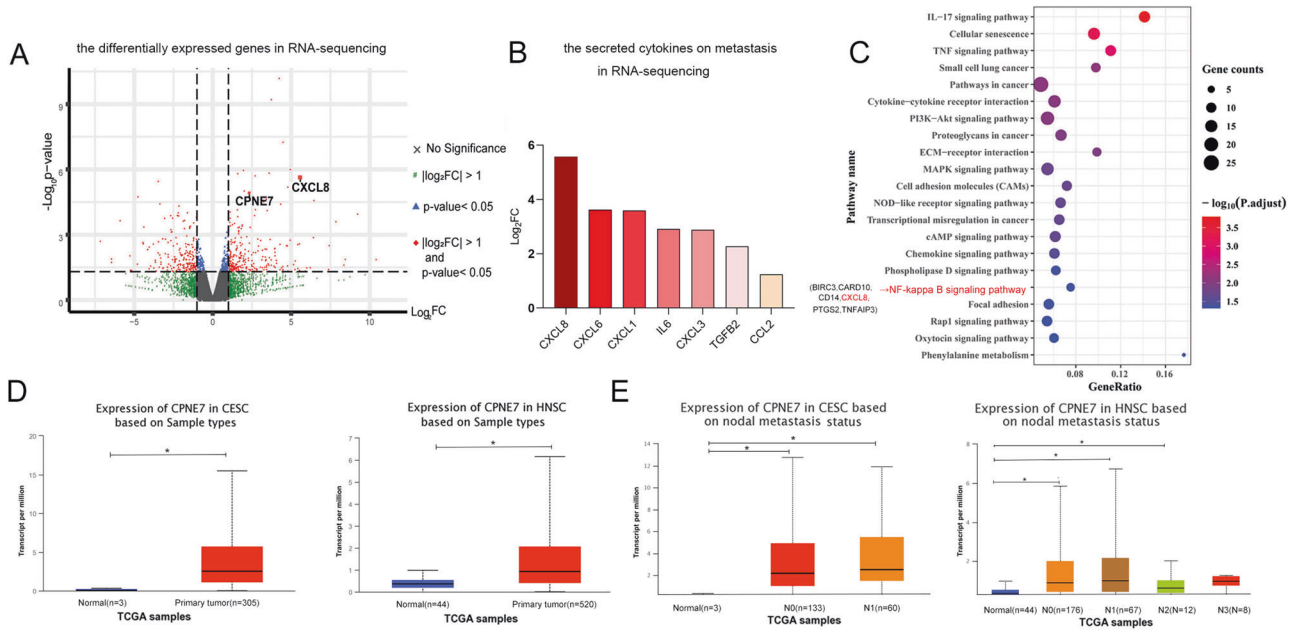 A
the differentially expressed genes in RNA-sequencing
-Log10p-value
9
6
3
0
-5
0
5
10
Log2FC
CXCL8
CPNE7
No Significance
|log2FC| > 1
p-value< 0.05
|log2FC| > 1
and
p-value< 0.05
B
the secreted cytokines on metastasis
in RNA-sequencing
Log2FC
8
6
4
2
0
CXCL8
CXCL6
CXCL1
IL6
CXCL3
TGFB2
CCL2
C
Pathway name
IL−17 signaling pathway
Cellular senescence
TNF signaling pathway
Small cell lung cancer
Pathways in cancer
Cytokine−cytokine receptor interaction
PI3K−Akt signaling pathway
Proteoglycans in cancer
ECM−receptor interaction
MAPK signaling pathway
Cell adhesion molecules (CAMs)
NOD−like receptor signaling pathway
Transcriptional misregulation in cancer
cAMP signaling pathway
Chemokine signaling pathway
Phospholipase D signaling pathway
(BIRC3,CARD10,
CD14,CXCL8,
PTGS2,TNFAIP3)
→NF-kappa B signaling pathway
Focal adhesion
Rap1 signaling pathway
Oxytocin signaling pathway
Phenylalanine metabolism
0.08
0.12
0.16
GeneRatio
Gene counts
5
10
15
20
25
− log10(P.adjust)
3.5
3.0
2.5
2.0
1.5
D
Expression of CPNE7 in CESC
based on Sample types
Transcript per million
20
15
10
5
0
*
Normal(n=3)
Primary tumor(n=305)
TCGA samples
Expression of CPNE7 in HNSC
based on Sample types
Transcript per million
7
6
5
4
3
2
1
0
*
Normal(n=44)
Primary tumor(n=520)
TCGA samples
E
Expression of CPNE7 in CESC based
on nodal metastasis status
Transcript per million
14
12
10
8
6
4
2
*
*
Normal(n=3)
N0(n=133)
N1(n=60)
TCGA samples
Expression of CPNE7 in HNSC based
on nodal metastasis status
Transcript per million
8
6
4
2
*
*
*
Normal(n=44)
N0(n=176)
N1(n=67)
N2(N=12)
N3(N=8)
TCGA samples